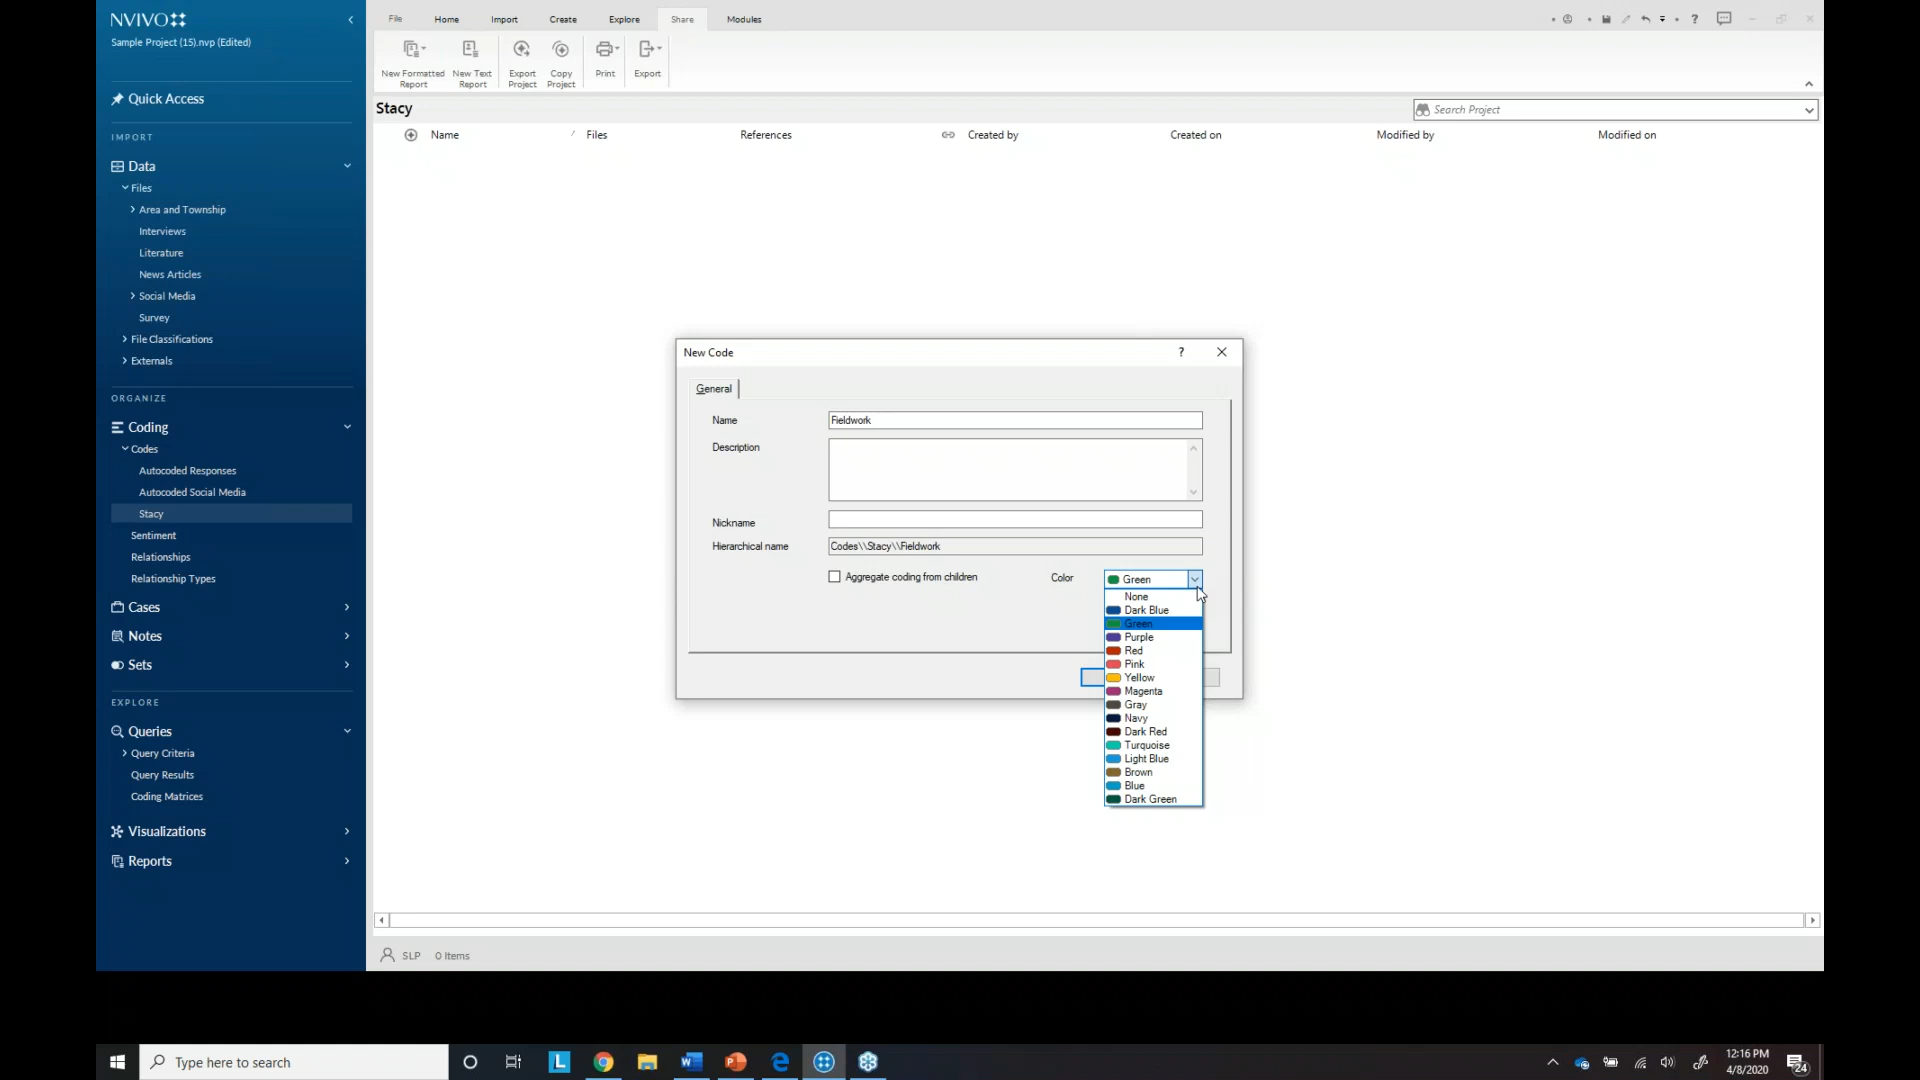 NVIVO
Sample Project (15).nvp (Edited)
Quick Access
IMPORT
Data
Files
Area and Township
Interviews
Literature
News Articles
Social Media
Survey
File Classifications
Externals
ORGANIZE
Coding
Codes
Autocoded Responses
Autocoded Social Media
Stacy
Sentiment
Relationships
Relationship Types
Cases
Notes
Sets
EXPLORE
Queries
Query Criteria
Query Results
Coding Matrices
Visualizations
Reports
File Home Import Create Explore Share Modules
New Formatted Report
New Text Report
Export Project
Copy Project
Print
Export
Stacy
Search Project
Name Files References Created by Created on Modified by Modified on
New Code
General
Name Fieldwork
Description
Nickname
Hierarchical name Codes\\Stacy\\Fieldwork
Aggregate coding from children Color Green
None
Dark Blue
Green
Purple
Red
Pink
Yellow
Magenta
Gray
Navy
Dark Red
Turquoise
Light Blue
Brown
Blue
Dark Green
SLP 0 Items
Type here to search
12:16 PM
4/8/2020
24